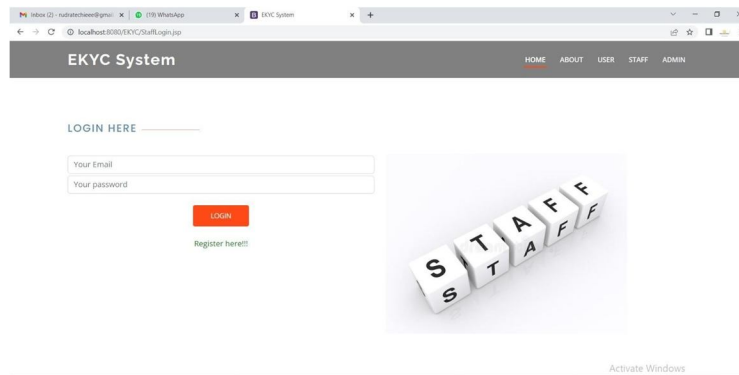 Inbox (2) - rudratecheeee@gmai
(19) WhatsApp
EKYC System
localhost:8080/EKYC/StaffLogin.jsp
EKYC System
HOME ABOUT USER STAFF ADMIN
LOGIN HERE
Your Email
Your password
LOGIN
Register here!!!
STAFF
STAFF
Activate Windows